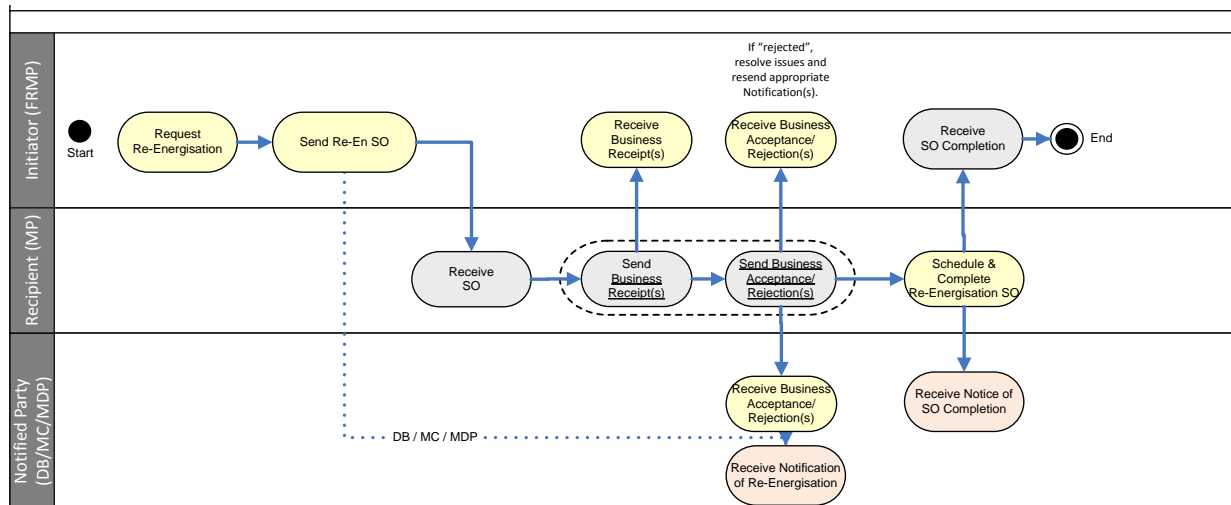 Initiator (FRMP)
Start
Request
Re-Energisation
Send Re-En SO
Receive
Business
Receipt(s)
If “rejected”,
resolve issues and
resend appropriate
Notification(s).
Receive Business
Acceptance/
Rejection(s)
Receive
SO Completion
End
Recipient (MP)
Receive
SO
Send
Business
Receipt(s)
Send Business
Acceptance/
Rejection(s)
Schedule &
Complete
Re-Energisation SO
Notified Party
(DB/MC/MDP)
Receive Business
Acceptance/
Rejection(s)
Receive Notice of
SO Completion
DB / MC / MDP
Receive Notification
of Re-Energisation